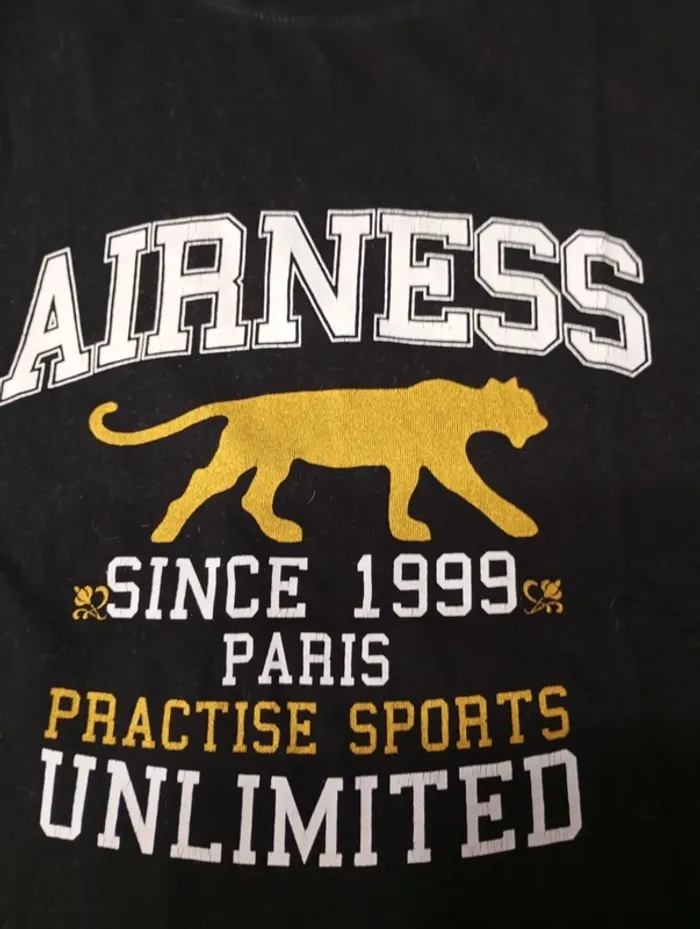 AIRNESS
SINCE 1999
PARIS
PRACTISE SPORTS
UNLIMITED